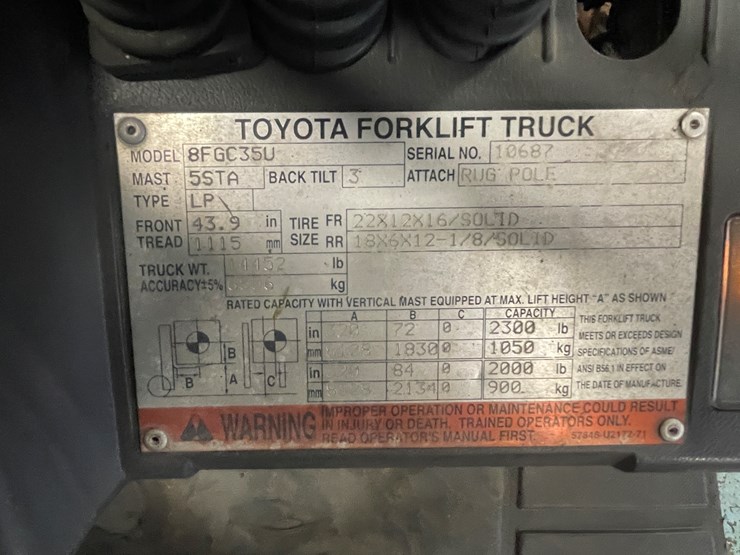 TOYOTA FORKLIFT TRUCK
MODEL 8FGC35U SERIAL NO. 10687
MAST 5STA BACK TILT 3 ATTACH RUG POLE
TYPE LP
FRONT TREAD 43.9 in TIRE SIZE FR 22X12X16/SOLID
1115 mm RR 18X6X12-1/8/SOLID
TRUCK WT. lb
ACCURACY±5% kg
RATED CAPACITY WITH VERTICAL MAST EQUIPPED AT MAX. LIFT HEIGHT "A" AS SHOWN
A B C CAPACITY
in 72 0 2300 lb
mm 1830 0 1050 kg
in 84 0 2000 lb
mm 2134 0 900 kg
B B A C
THIS FORKLIFT TRUCK
MEETS OR EXCEEDS DESIGN
SPECIFICATIONS OF ASME/
ANSI B56.1 IN EFFECT ON
THE DATE OF MANUFACTURE.
WARNING
IMPROPER OPERATION OR MAINTENANCE COULD RESULT
IN INJURY OR DEATH. TRAINED OPERATORS ONLY.
READ OPERATOR'S MANUAL FIRST.